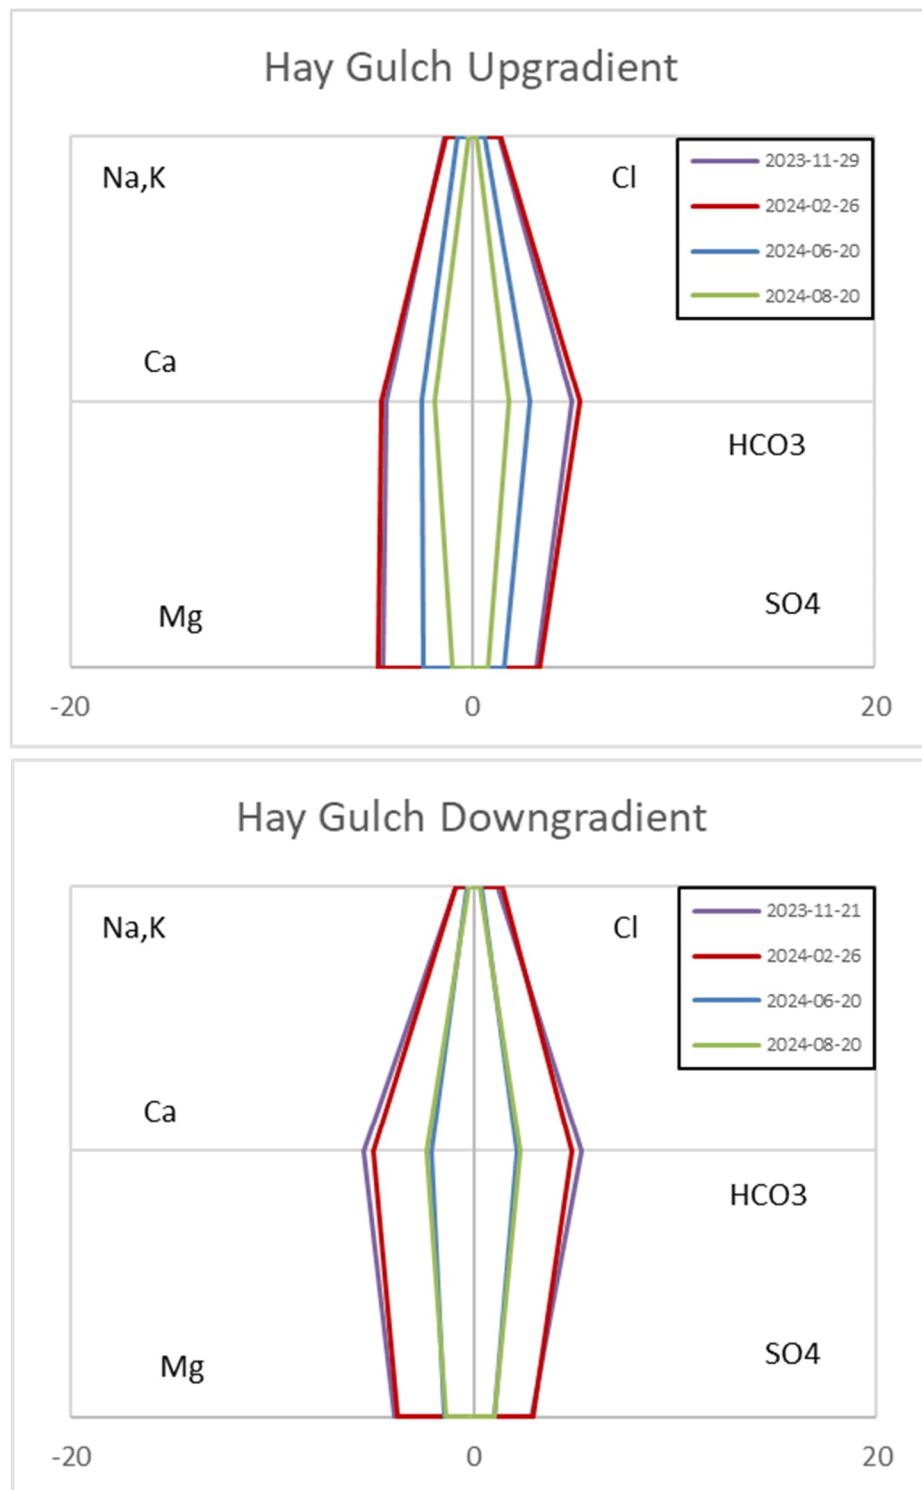 Hay Gulch Upgradient
Na,K
Cl
2023-11-29
2024-02-26
2024-06-20
2024-08-20
Ca
HCO3
Mg
SO4
-20
0
20
Hay Gulch Downgradient
Na,K
Cl
2023-11-21
2024-02-26
2024-06-20
2024-08-20
Ca
HCO3
Mg
SO4
-20
0
20